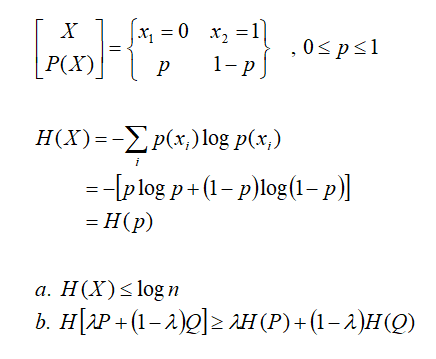 [X P(X)] = {x₁ = 0 x₂ = 1 p 1 − p} , 0 ≤ p ≤ 1
H(X) = −∑ᵢ p(xᵢ) log p(xᵢ)
= −[p log p + (1 − p) log(1 − p)]
= H(p)
a. H(X) ≤ log n
b. H[λP + (1 − λ)Q] ≥ λH(P) + (1 − λ)H(Q)